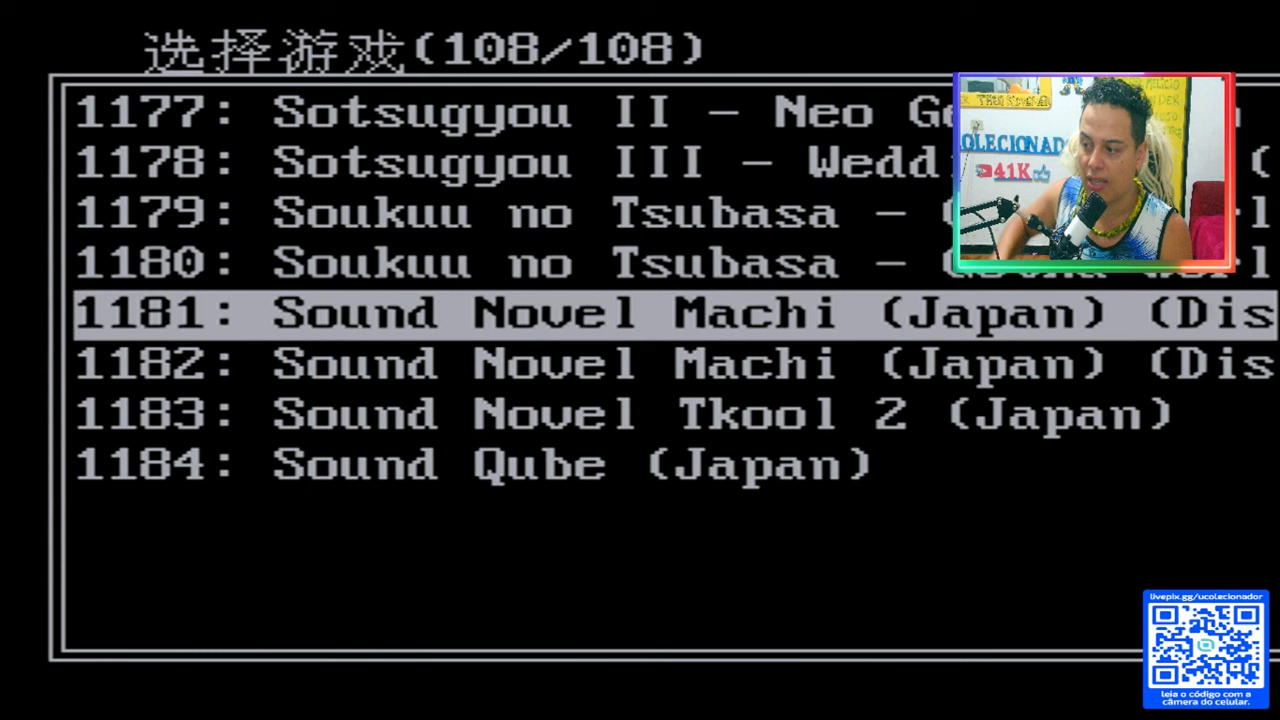 选择游戏(108/108)
1177: Sotsugyou II - Neo Ge
1178: Sotsugyou III - Wedd (
1179: Soukuu no Tsubasa -
1180: Soukuu no Tsubasa -
1181: Sound Novel Machi (Japan) (Dis
1182: Sound Novel Machi (Japan) (Dis
1183: Sound Novel Tkool 2 (Japan)
1184: Sound Qube (Japan)
OLECIONAD
41K
livepix.gg/ucolecionador
leia o código com a
câmera do celular.